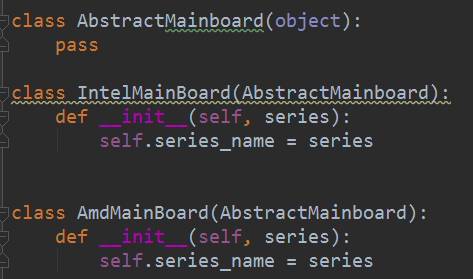 class AbstractMainboard(object):
    pass
class IntelMainBoard(AbstractMainboard):
    def __init__(self, series):
        self.series_name = series
class AmdMainBoard(AbstractMainboard):
    def __init__(self, series):
        self.series_name = series